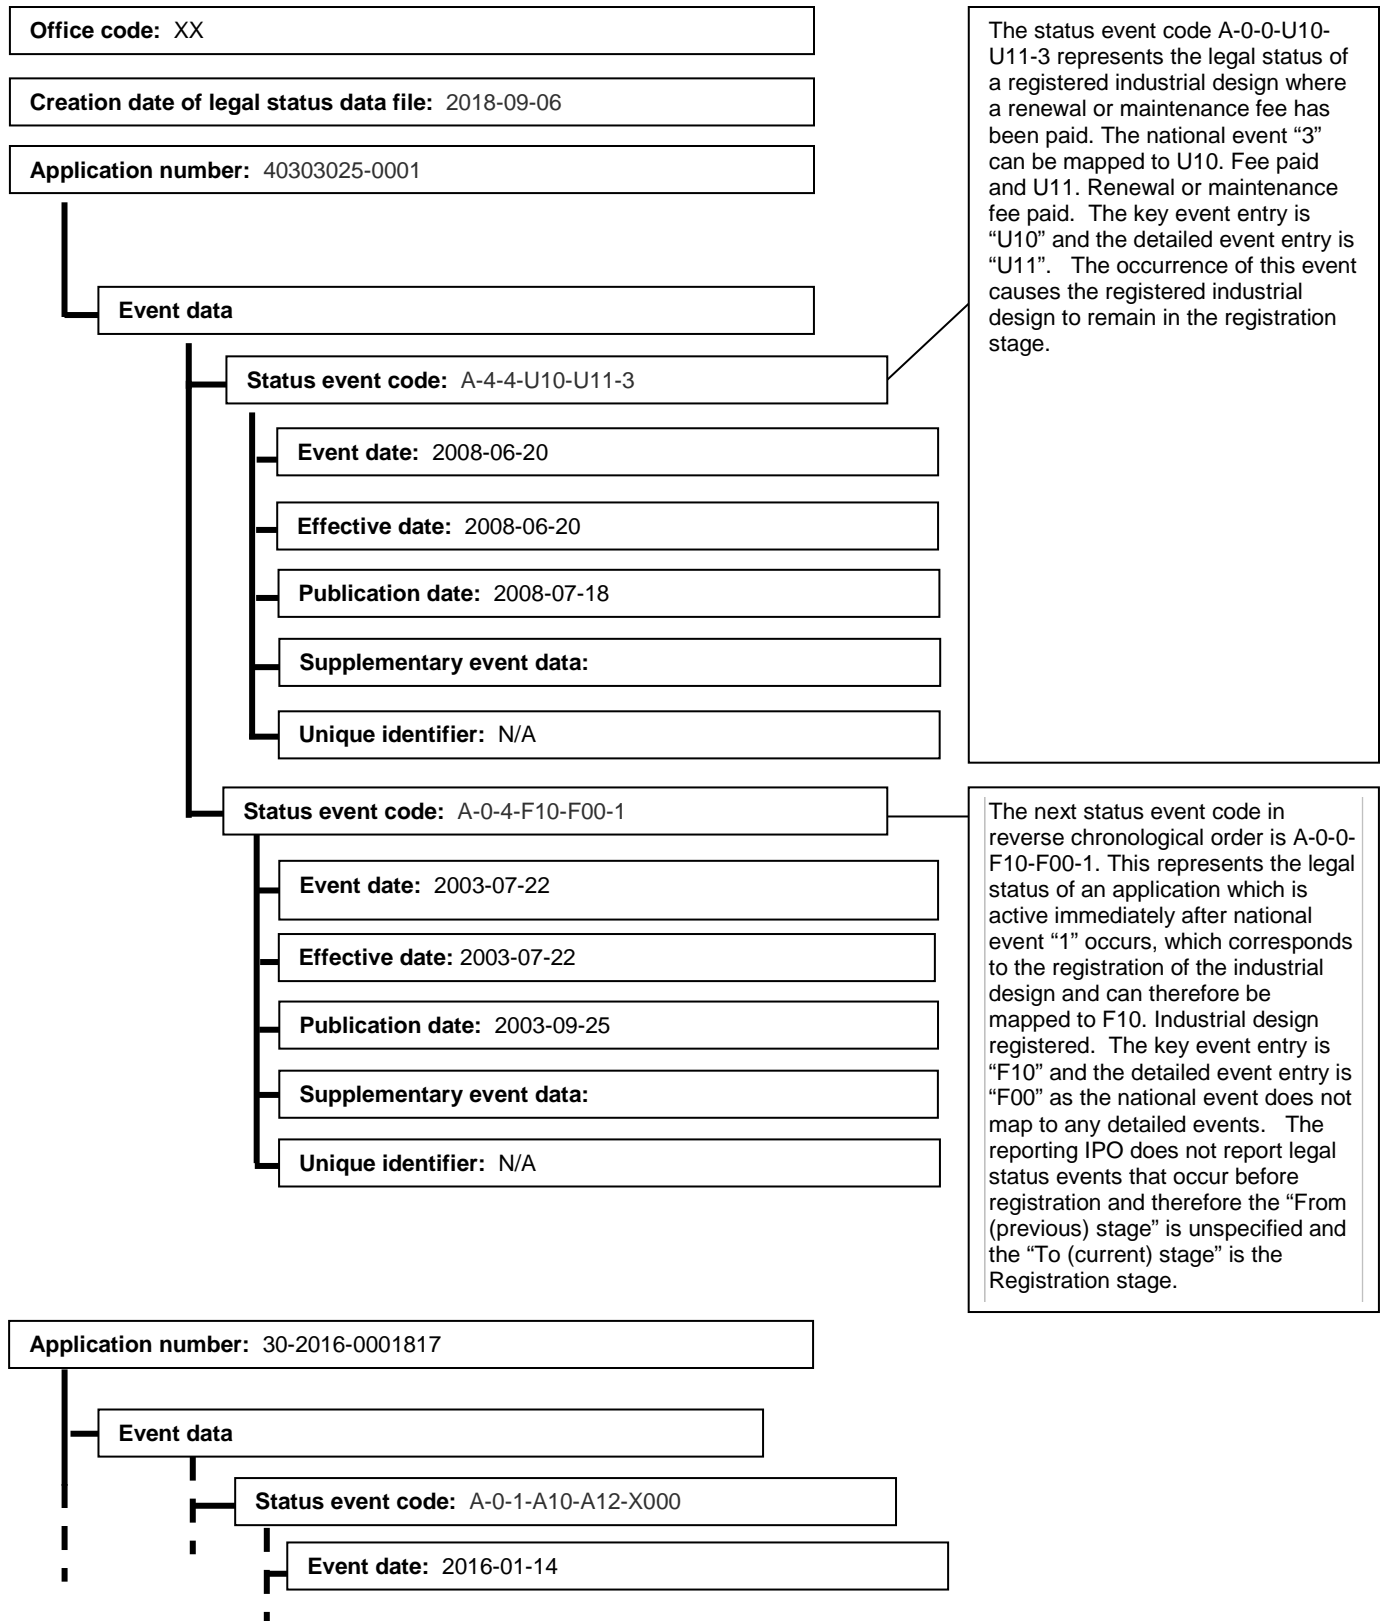 Office code: XX
Creation date of legal status data file: 2018-09-06
Application number: 40303025-0001
Event data
Status event code: A-4-4-U10-U11-3
Event date: 2008-06-20
Effective date: 2008-06-20
Publication date: 2008-07-18
Supplementary event data:
Unique identifier: N/A
The status event code A-0-0-U10-
U11-3 represents the legal status of
a registered industrial design where
a renewal or maintenance fee has
been paid. The national event “3”
can be mapped to U10. Fee paid
and U11. Renewal or maintenance
fee paid. The key event entry is
“U10” and the detailed event entry is
“U11”. The occurrence of this event
causes the registered industrial
design to remain in the registration
stage.
Status event code: A-0-4-F10-F00-1
Event date: 2003-07-22
Effective date: 2003-07-22
Publication date: 2003-09-25
Supplementary event data:
Unique identifier: N/A
The next status event code in
reverse chronological order is A-0-0-
F10-F00-1. This represents the legal
status of an application which is
active immediately after national
event “1” occurs, which corresponds
to the registration of the industrial
design and can therefore be
mapped to F10. Industrial design
registered. The key event entry is
“F10” and the detailed event entry is
“F00” as the national event does not
map to any detailed events. The
reporting IPO does not report legal
status events that occur before
registration and therefore the “From
(previous) stage” is unspecified and
the “To (current) stage” is the
Registration stage.
Application number: 30-2016-0001817
Event data
Status event code: A-0-1-A10-A12-X000
Event date: 2016-01-14